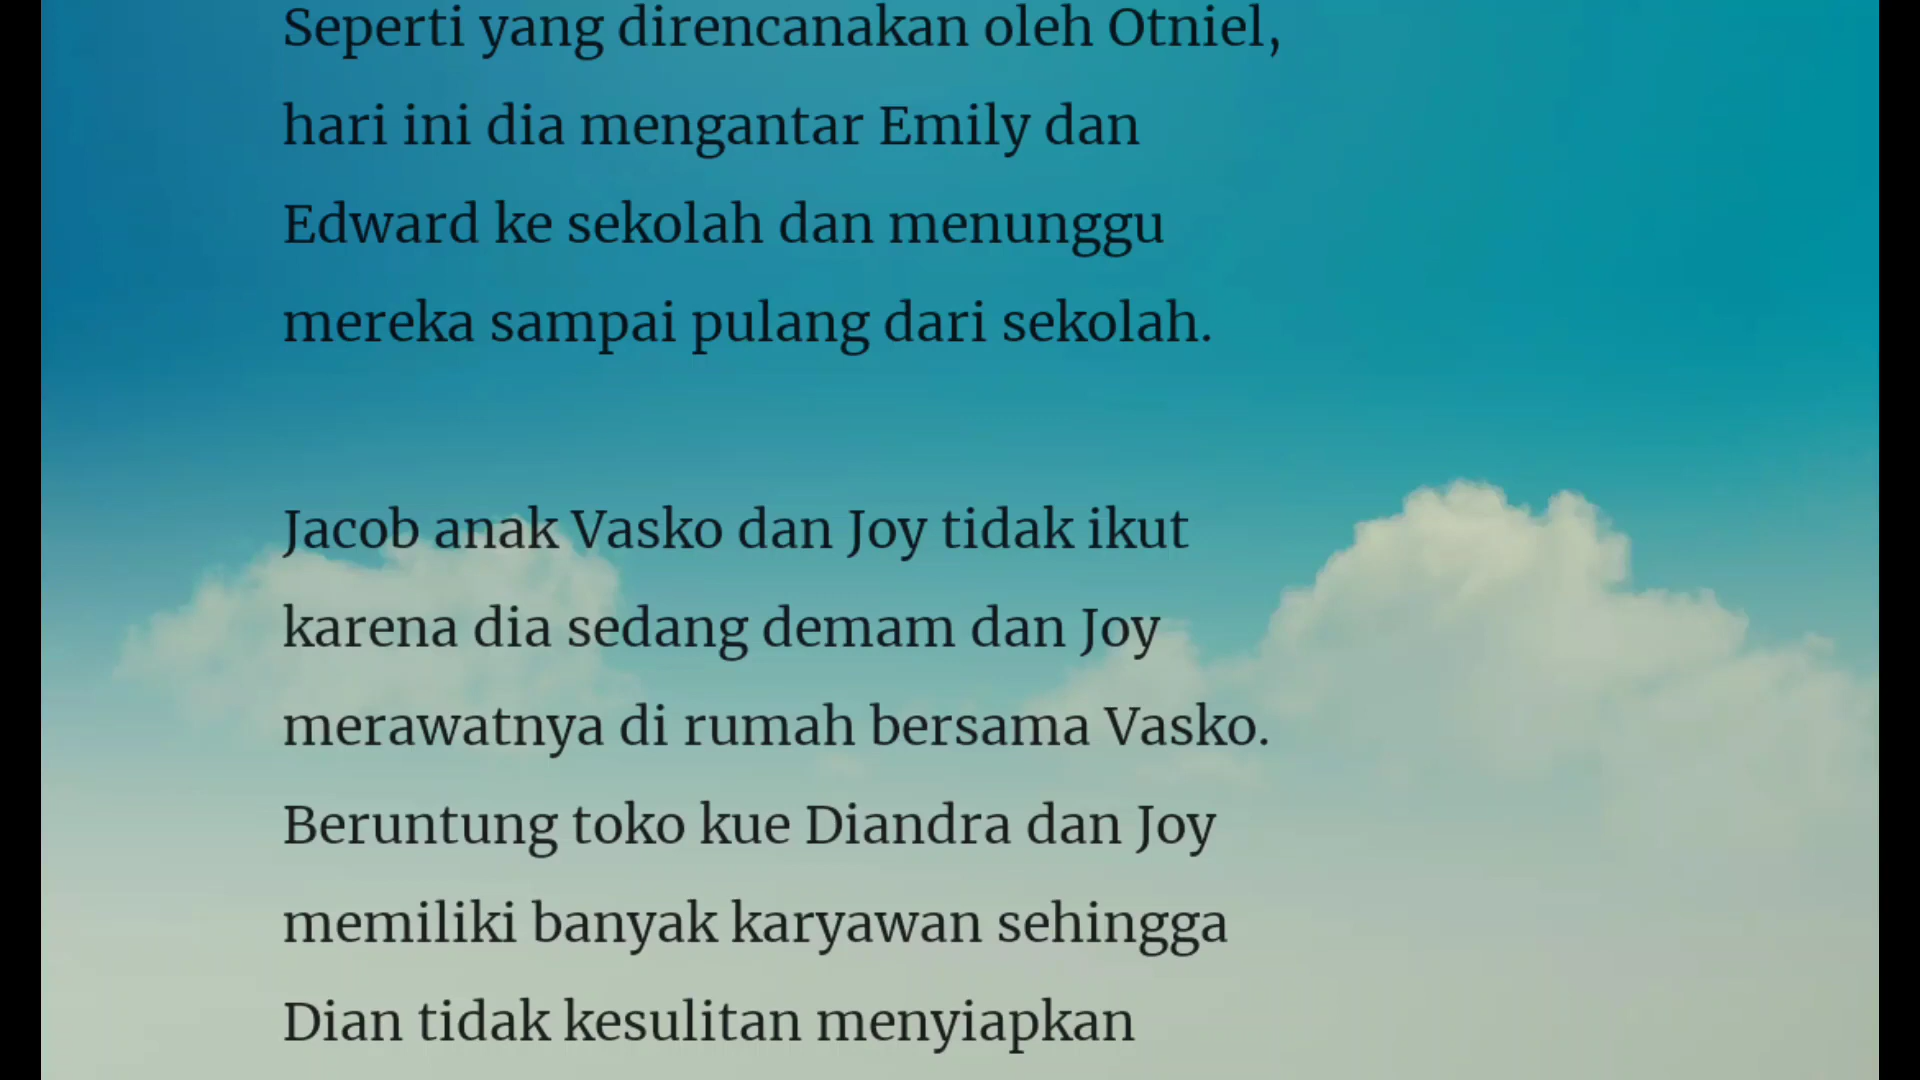 Seperti yang direncanakan oleh Otniel,
hari ini dia mengantar Emily dan
Edward ke sekolah dan menunggu
mereka sampai pulang dari sekolah.
Jacob anak Vasko dan Joy tidak ikut
karena dia sedang demam dan Joy
merawatnya di rumah bersama Vasko.
Beruntung toko kue Diandra dan Joy
memiliki banyak karyawan sehingga
Dian tidak kesulitan menyiapkan